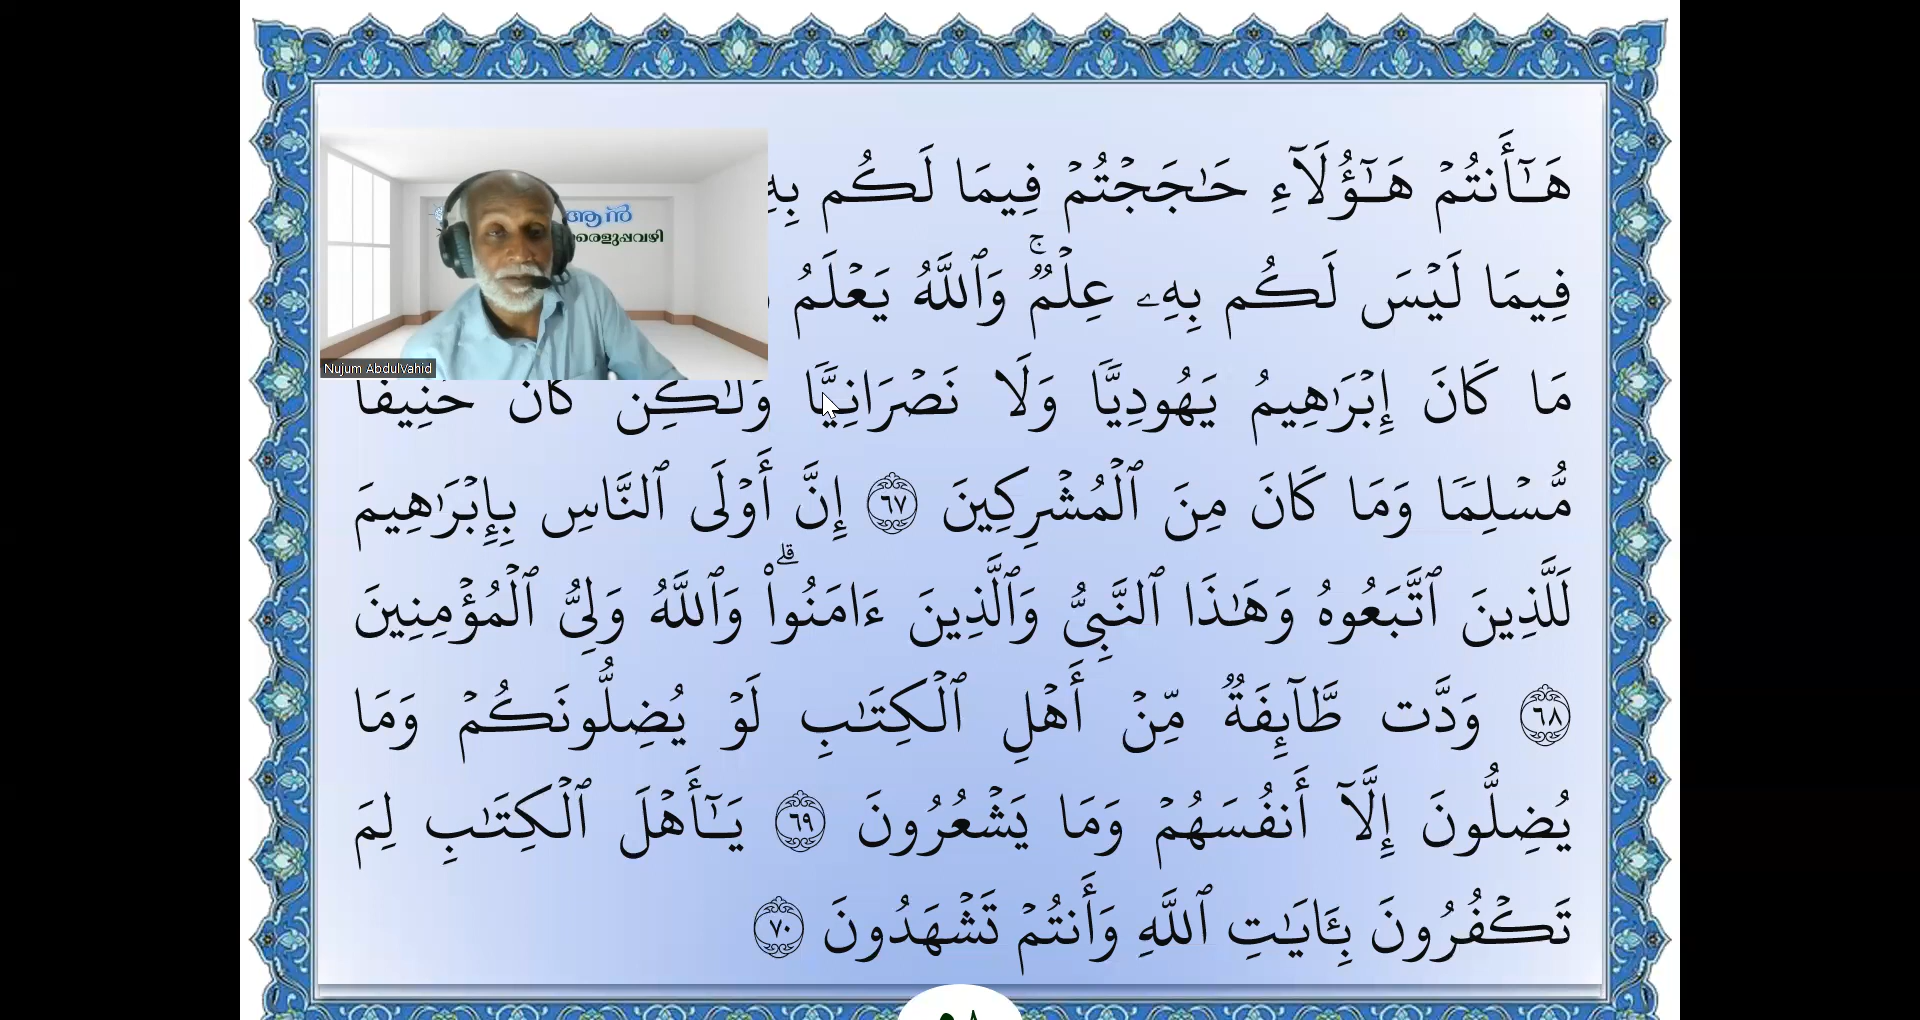 هَـٰٓأَنتُمۡ هَـٰٓؤُلَآءِ حَـٰجَجۡتُمۡ فِيمَا لَكُم بِهِۦ
فِيمَا لَيۡسَ لَكُم بِهِۦ عِلۡمٞۚ وَٱللَّهُ يَعۡلَمُ
مَا كَانَ إِبۡرَٰهِيمُ يَهُودِيّٗا وَلَا نَصۡرَانِيّٗا وَلَـٰكِن كَانَ حَنِيفٗا
مُّسۡلِمٗا وَمَا كَانَ مِنَ ٱلۡمُشۡرِكِينَ ٦٧ إِنَّ أَوۡلَى ٱلنَّاسِ بِإِبۡرَٰهِيمَ
لَلَّذِينَ ٱتَّبَعُوهُ وَهَـٰذَا ٱلنَّبِيُّ وَٱلَّذِينَ ءَامَنُواْۗ وَٱللَّهُ وَلِيُّ ٱلۡمُؤۡمِنِينَ
٦٨ وَدَّت طَّآئِفَةٞ مِّنۡ أَهۡلِ ٱلۡكِتَٰبِ لَوۡ يُضِلُّونَكُمۡ وَمَا
يُضِلُّونَ إِلَّآ أَنفُسَهُمۡ وَمَا يَشۡعُرُونَ ٦٩ يَـٰٓأَهۡلَ ٱلۡكِتَٰبِ لِمَ
تَكۡفُرُونَ بِـَٔايَٰتِ ٱللَّهِ وَأَنتُمۡ تَشۡهَدُونَ ٧٠
Nujum AbdulVahid